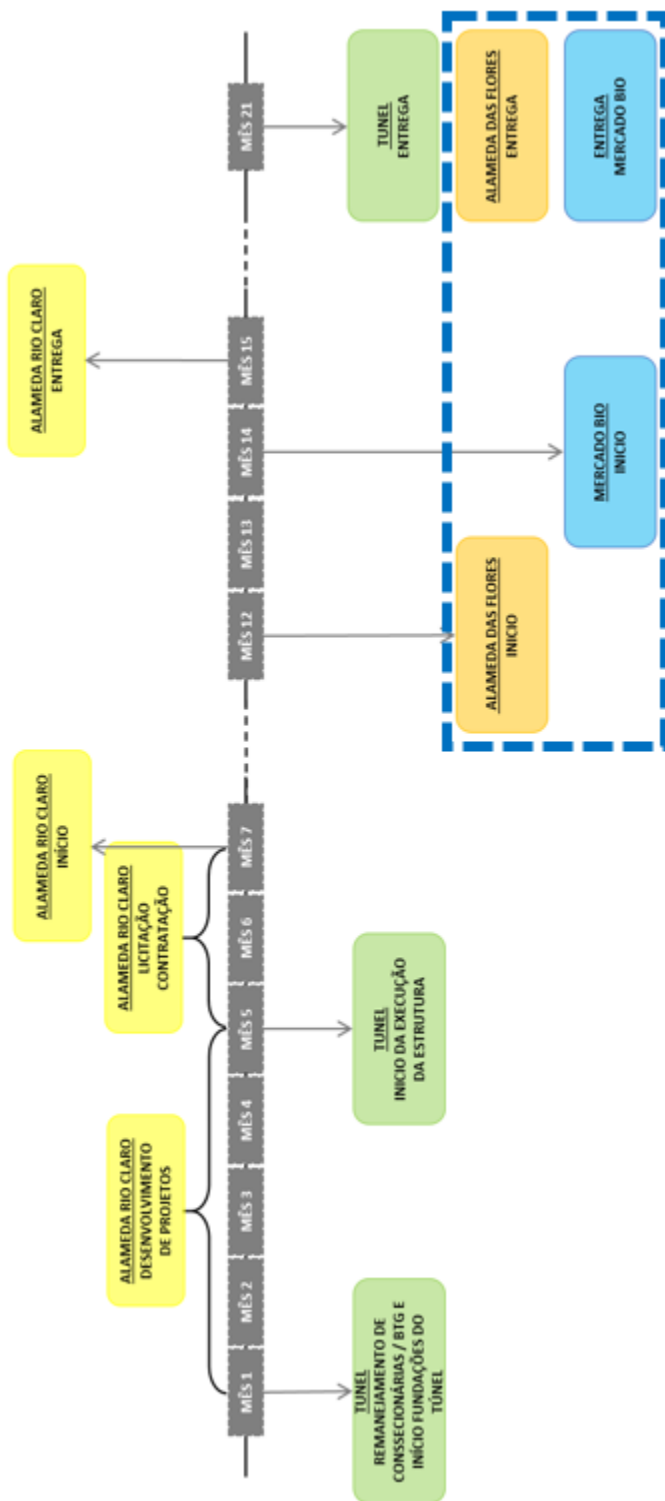 ALAMEDA RIO CLARO
DESENVOLVIMENTO
DE PROJETOS
ALAMEDA RIO CLARO
LICITAÇÃO
CONTRATAÇÃO
ALAMEDA RIO CLARO
INÍCIO
ALAMEDA RIO CLARO
ENTREGA
MÊS 1
MÊS 2
MÊS 3
MÊS 4
MÊS 5
MÊS 6
MÊS 7
MÊS 12
MÊS 13
MÊS 14
MÊS 15
MÊS 21
TUNEL
REMANEJAMENTO DE
CONSSECIONÁRIAS / BTG E
INÍCIO FUNDAÇÕES DO
TÚNEL
TUNEL
INICIO DA EXECUÇÃO
DA ESTRUTURA
TUNEL
ENTREGA
ALAMEDA DAS FLORES
INICIO
ALAMEDA DAS FLORES
ENTREGA
MERCADO BIO
INICIO
ENTREGA
MERCADO BIO